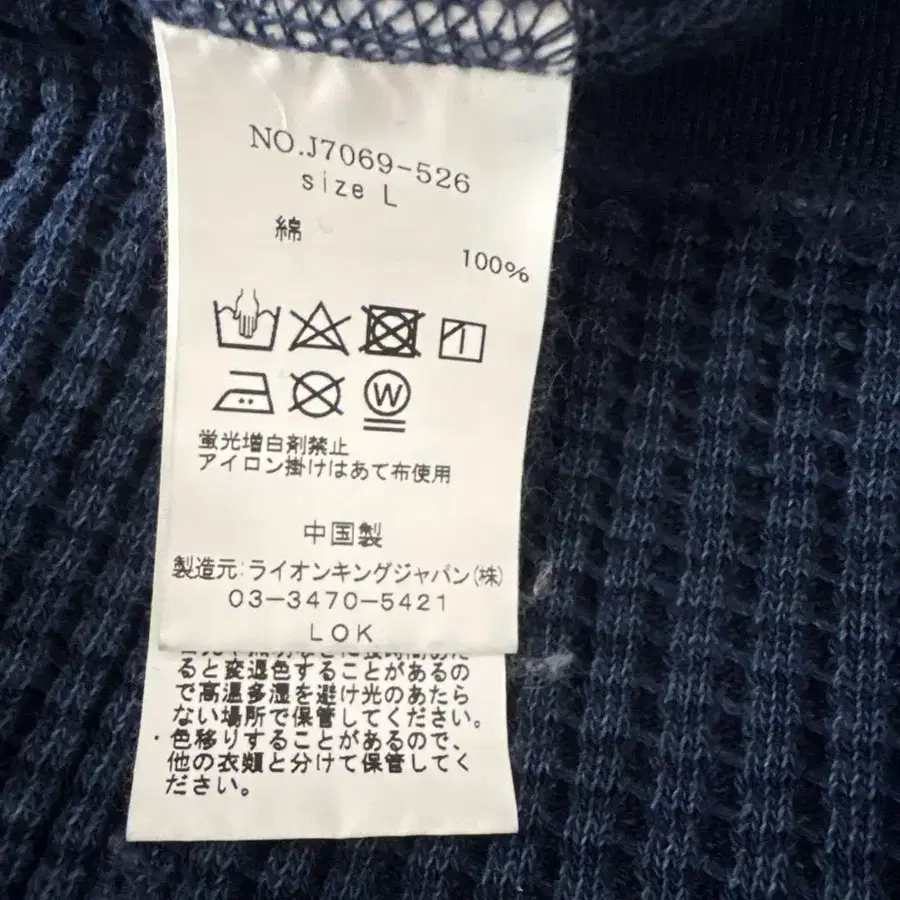 NO.J7069-526
size L
綿
100%
W
蛍光増白剤禁止
アイロン掛けはあて布使用
中国製
製造元:ライオンキングジャパン(株)
03-3470-5421
LOK
ると変退色することがあるの
で高温多湿を避け光のあたら
ない場所で保管してください。
・色移りすることがあるので、
他の衣類と分けて保管してく
ださい。